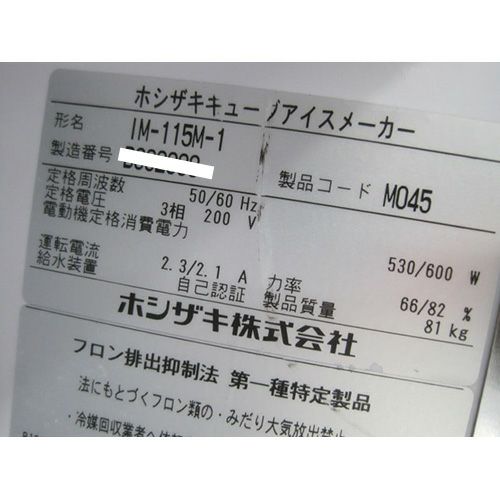 ホシザキキューブアイスメーカー
形名 IM-115M-1
製造番号 製品コード M045
定格周波数 50/60 Hz
定格電圧 3相 200 V
電動機定格消費電力 530/600 W
運転電流 2.3/2.1 A 力率 66/82 %
給水装置 自己認証 製品質量 81 kg
ホシザキ株式会社
フロン排出抑制法 第一種特定製品
法にもとづくフロン類の・みだり大気放出禁止
・冷媒回収業者へ依頼